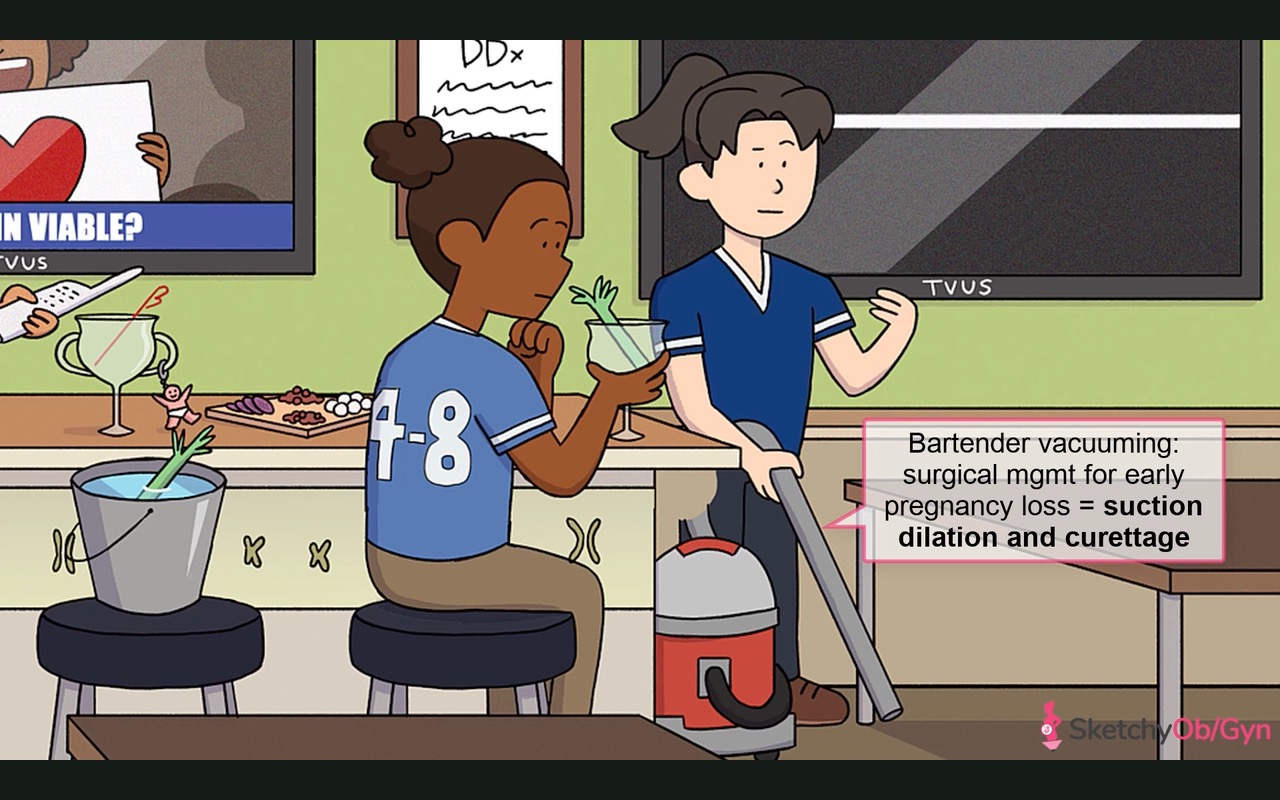 DDx
IN VIABLE?
TVUS
TVUS
4-8
Bartender vacuuming:
surgical mgmt for early
pregnancy loss = suction
dilation and curettage
SketchyOb/Gyn